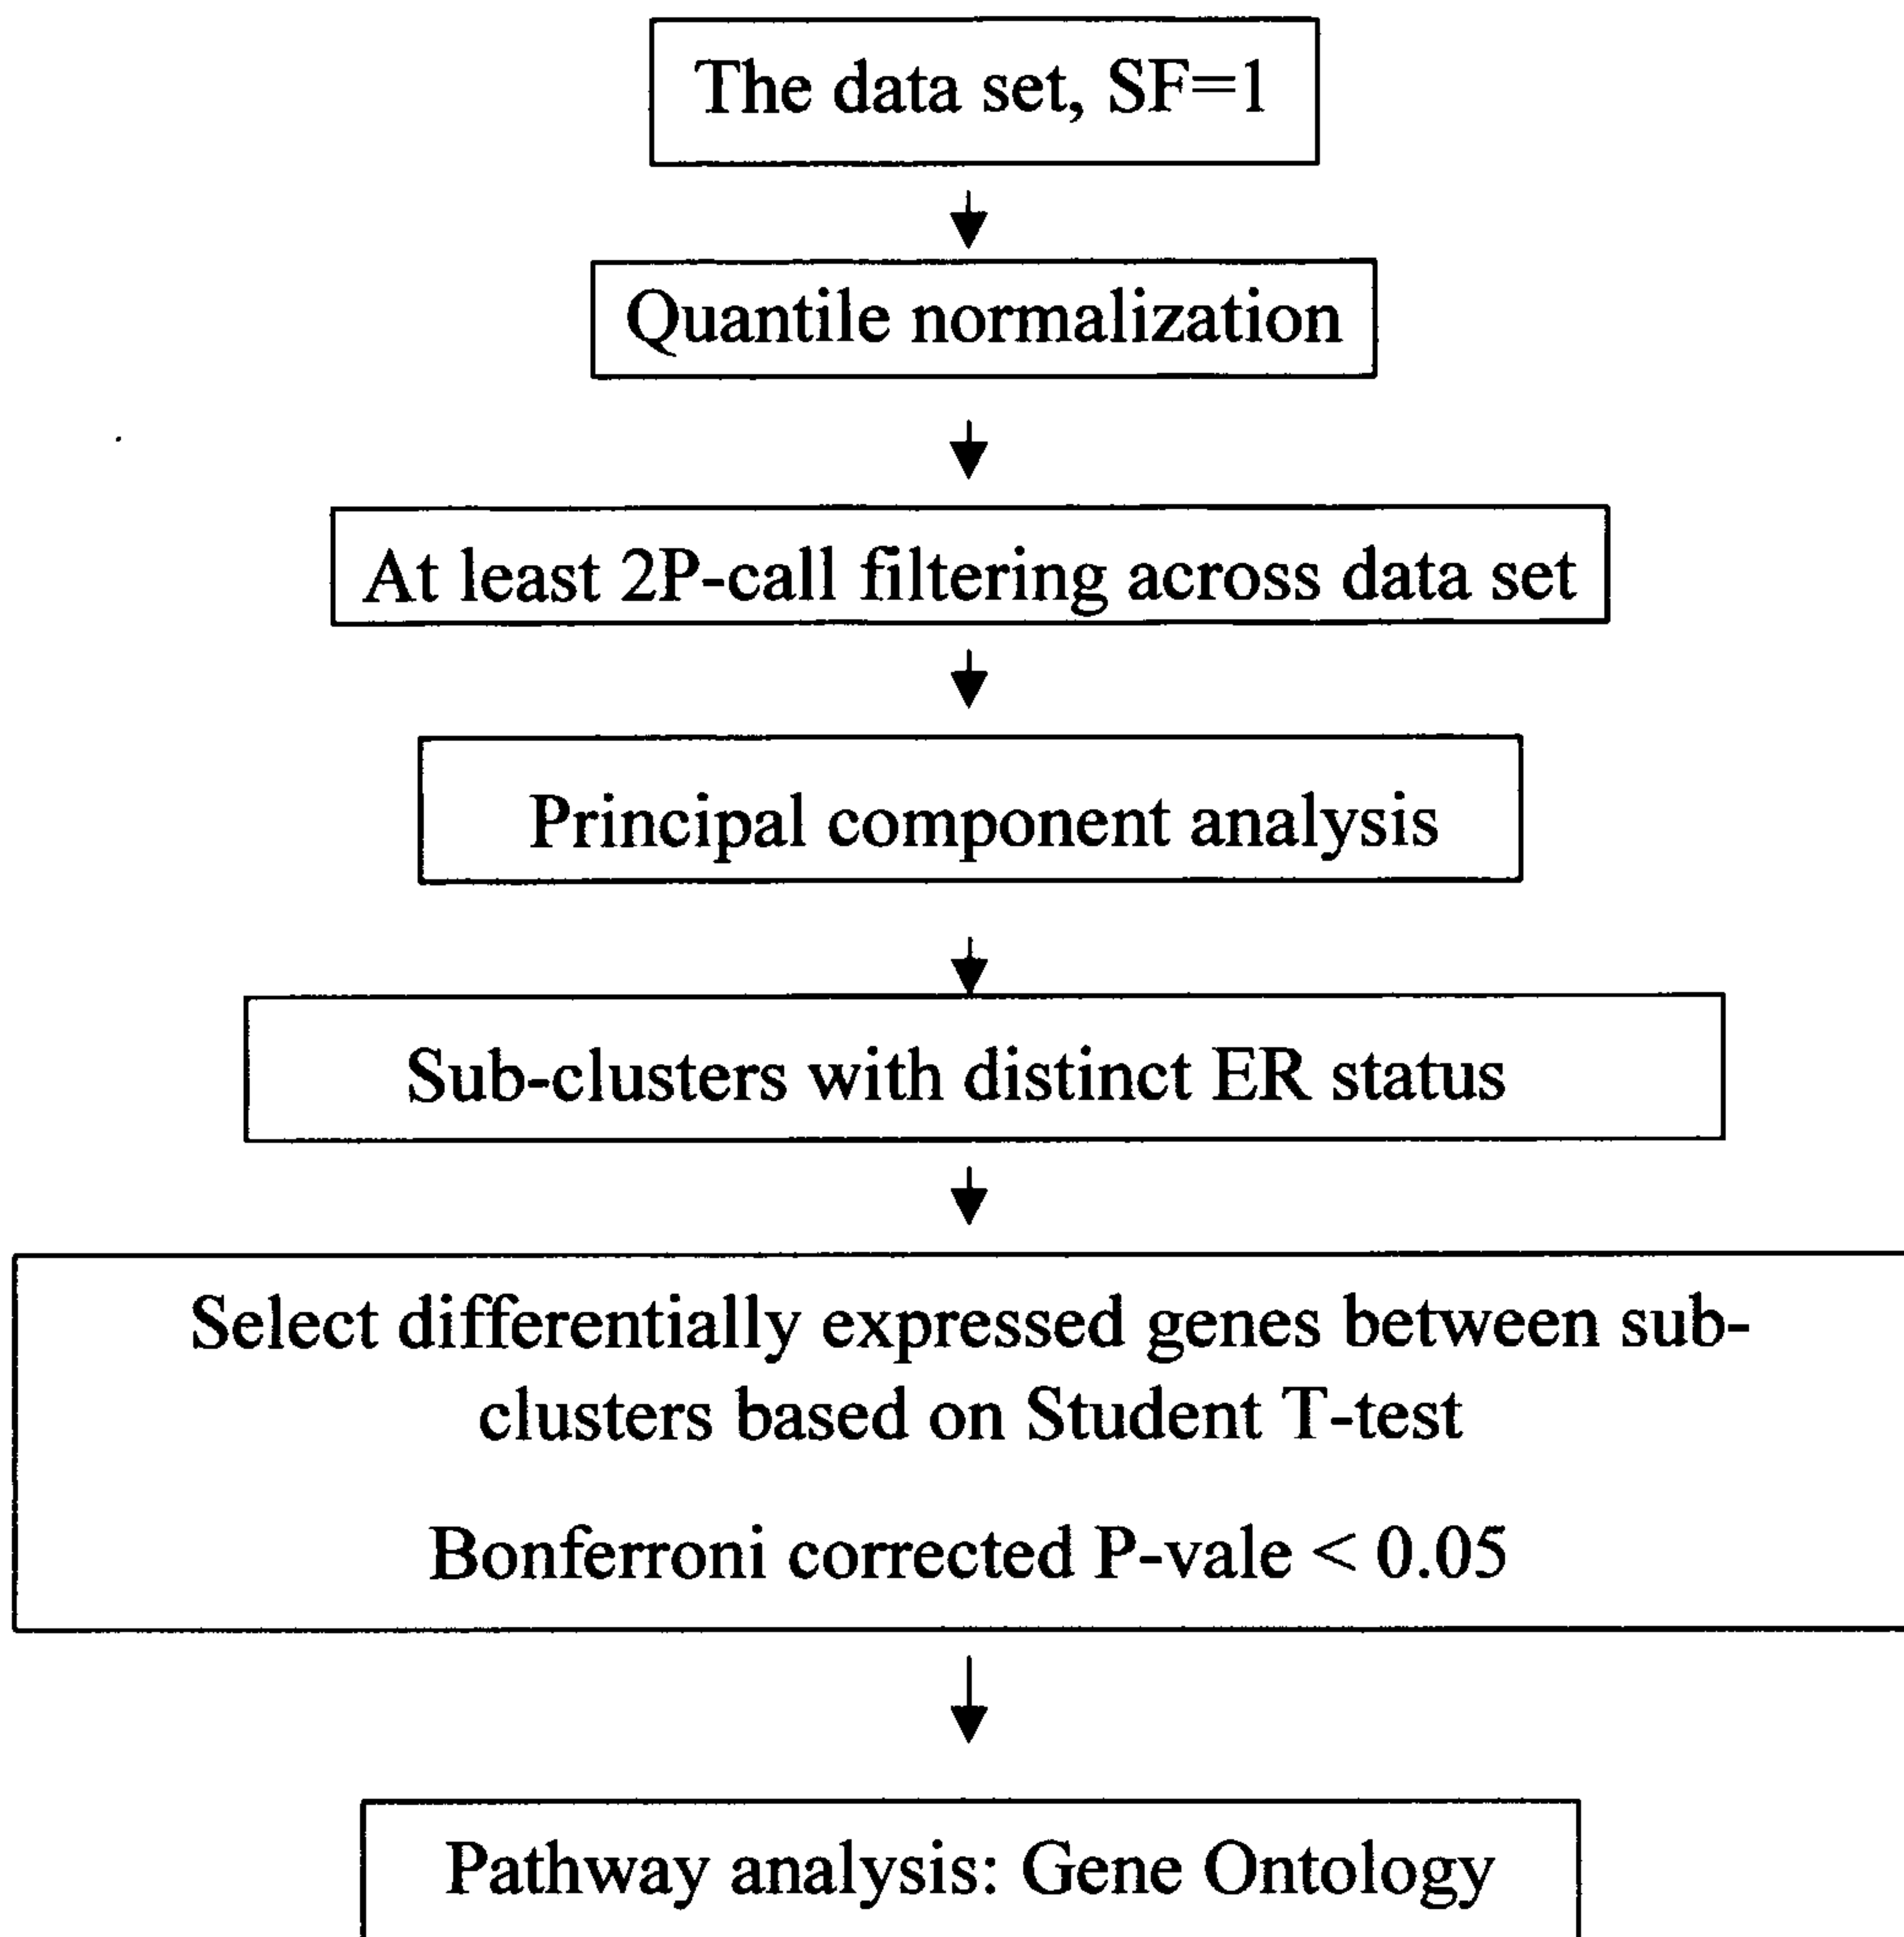 The data set, SF=1
Quantile normalization
At least 2P-call filtering across data set
Principal component analysis
Sub-clusters with distinct ER status
Select differentially expressed genes between sub-
clusters based on Student T-test
Bonferroni corrected P-vale < 0.05
Pathway analysis: Gene Ontology